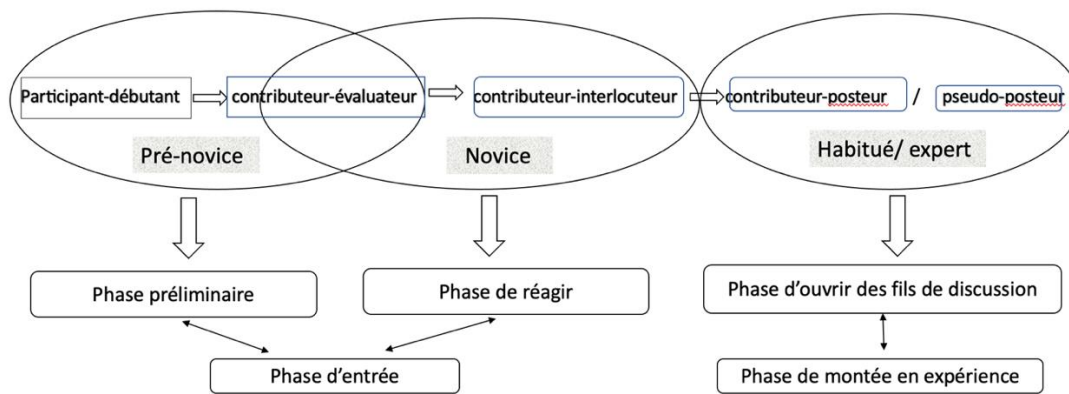 Participant-débutant
contributeur-évaluateur
contributeur-interlocuteur
contributeur-posteur / pseudo-posteur
Pré-novice
Novice
Habitué/ expert
Phase préliminaire
Phase de réagir
Phase d’ouvrir des fils de discussion
Phase d’entrée
Phase de montée en expérience